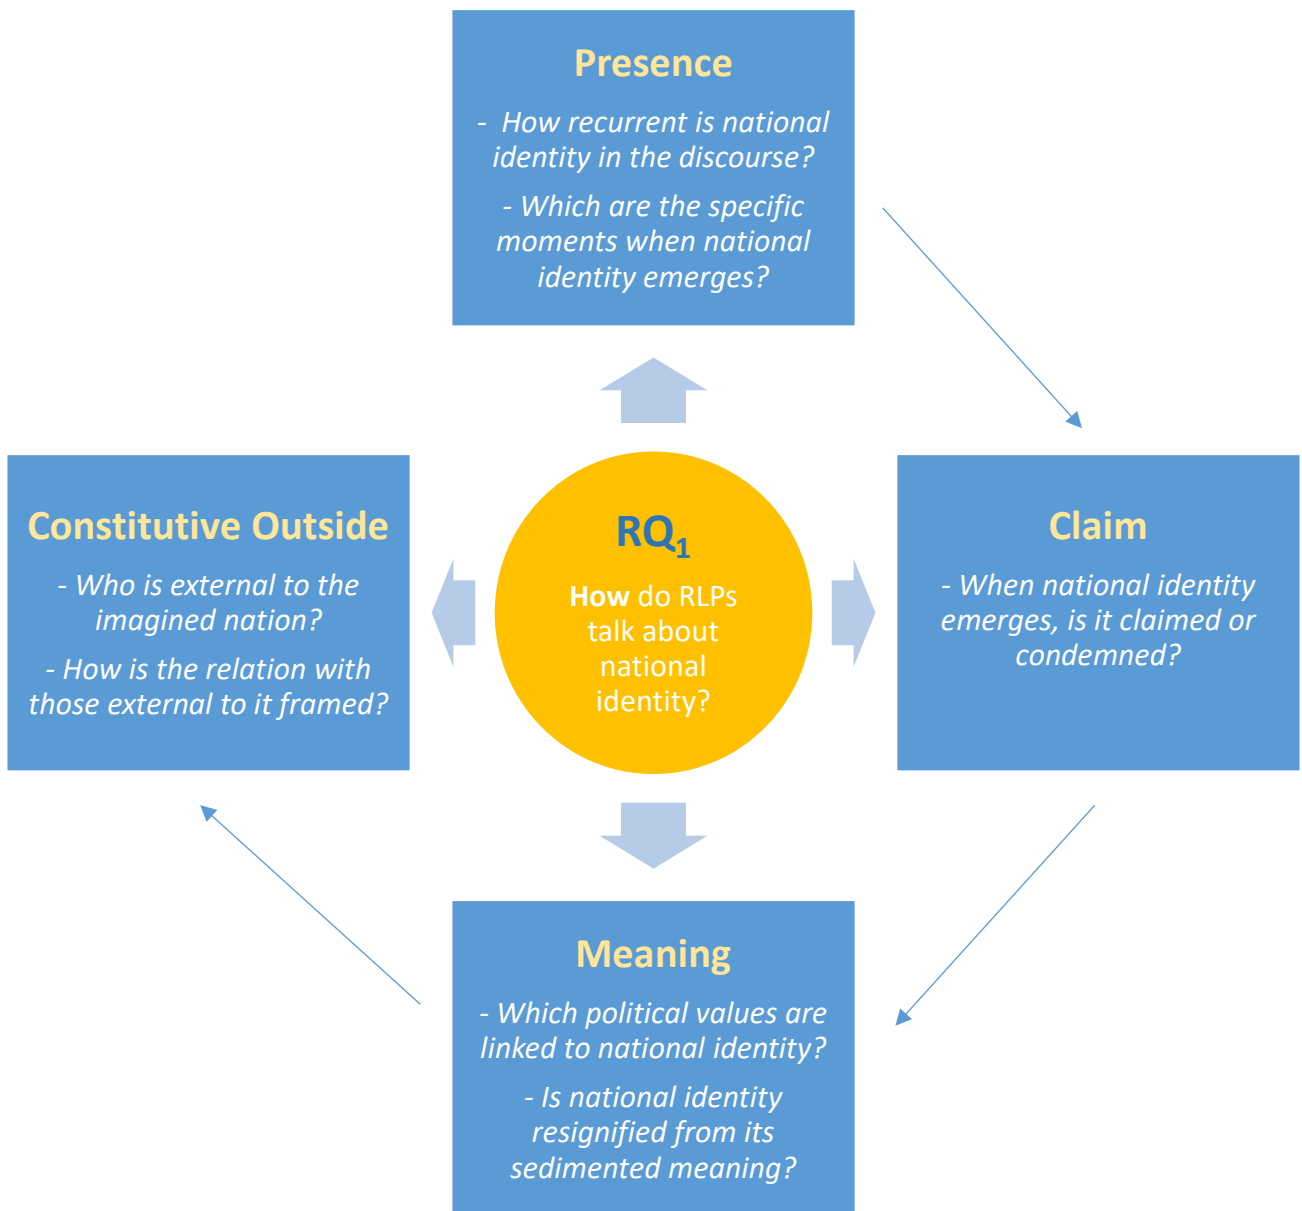 Presence
- How recurrent is national
identity in the discourse?
- Which are the specific
moments when national
identity emerges?
Constitutive Outside
- Who is external to the
imagined nation?
- How is the relation with
those external to it framed?
RQ1
How do RLPs
talk about
national
identity?
Claim
- When national identity
emerges, is it claimed or
condemned?
Meaning
- Which political values are
linked to national identity?
- Is national identity
resignified from its
sedimented meaning?